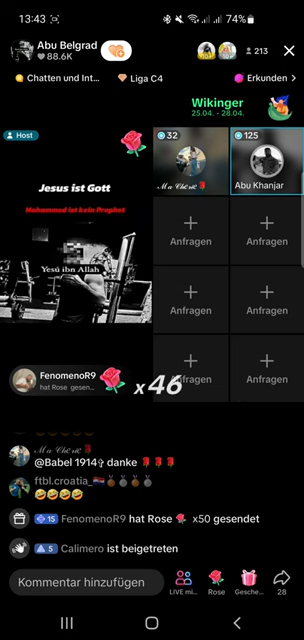 13:43
74%
Abu Belgrad
88.6K
213
Chatten und Int...
Liga C4
Erkunden >
Wikinger
25.04. - 28.04.
Host
32
125
Abu Khanjar
Jesus ist Gott
Mohammed ist kein Prophet
Yesú ibn Allah
Anfragen
Anfragen
Anfragen
Anfragen
Anfragen
Anfragen
FenomenoR9
hat Rose gesen...
x46
@Babel 1914✞ danke 🌹🌹🌹
ftbl.croatia_
🤣🤣🤣🤣
15 FenomenoR9 hat Rose x50 gesendet
5 Calimero ist beigetreten
Kommentar hinzufügen
LIVE mi...
Rose
Gesche...
28